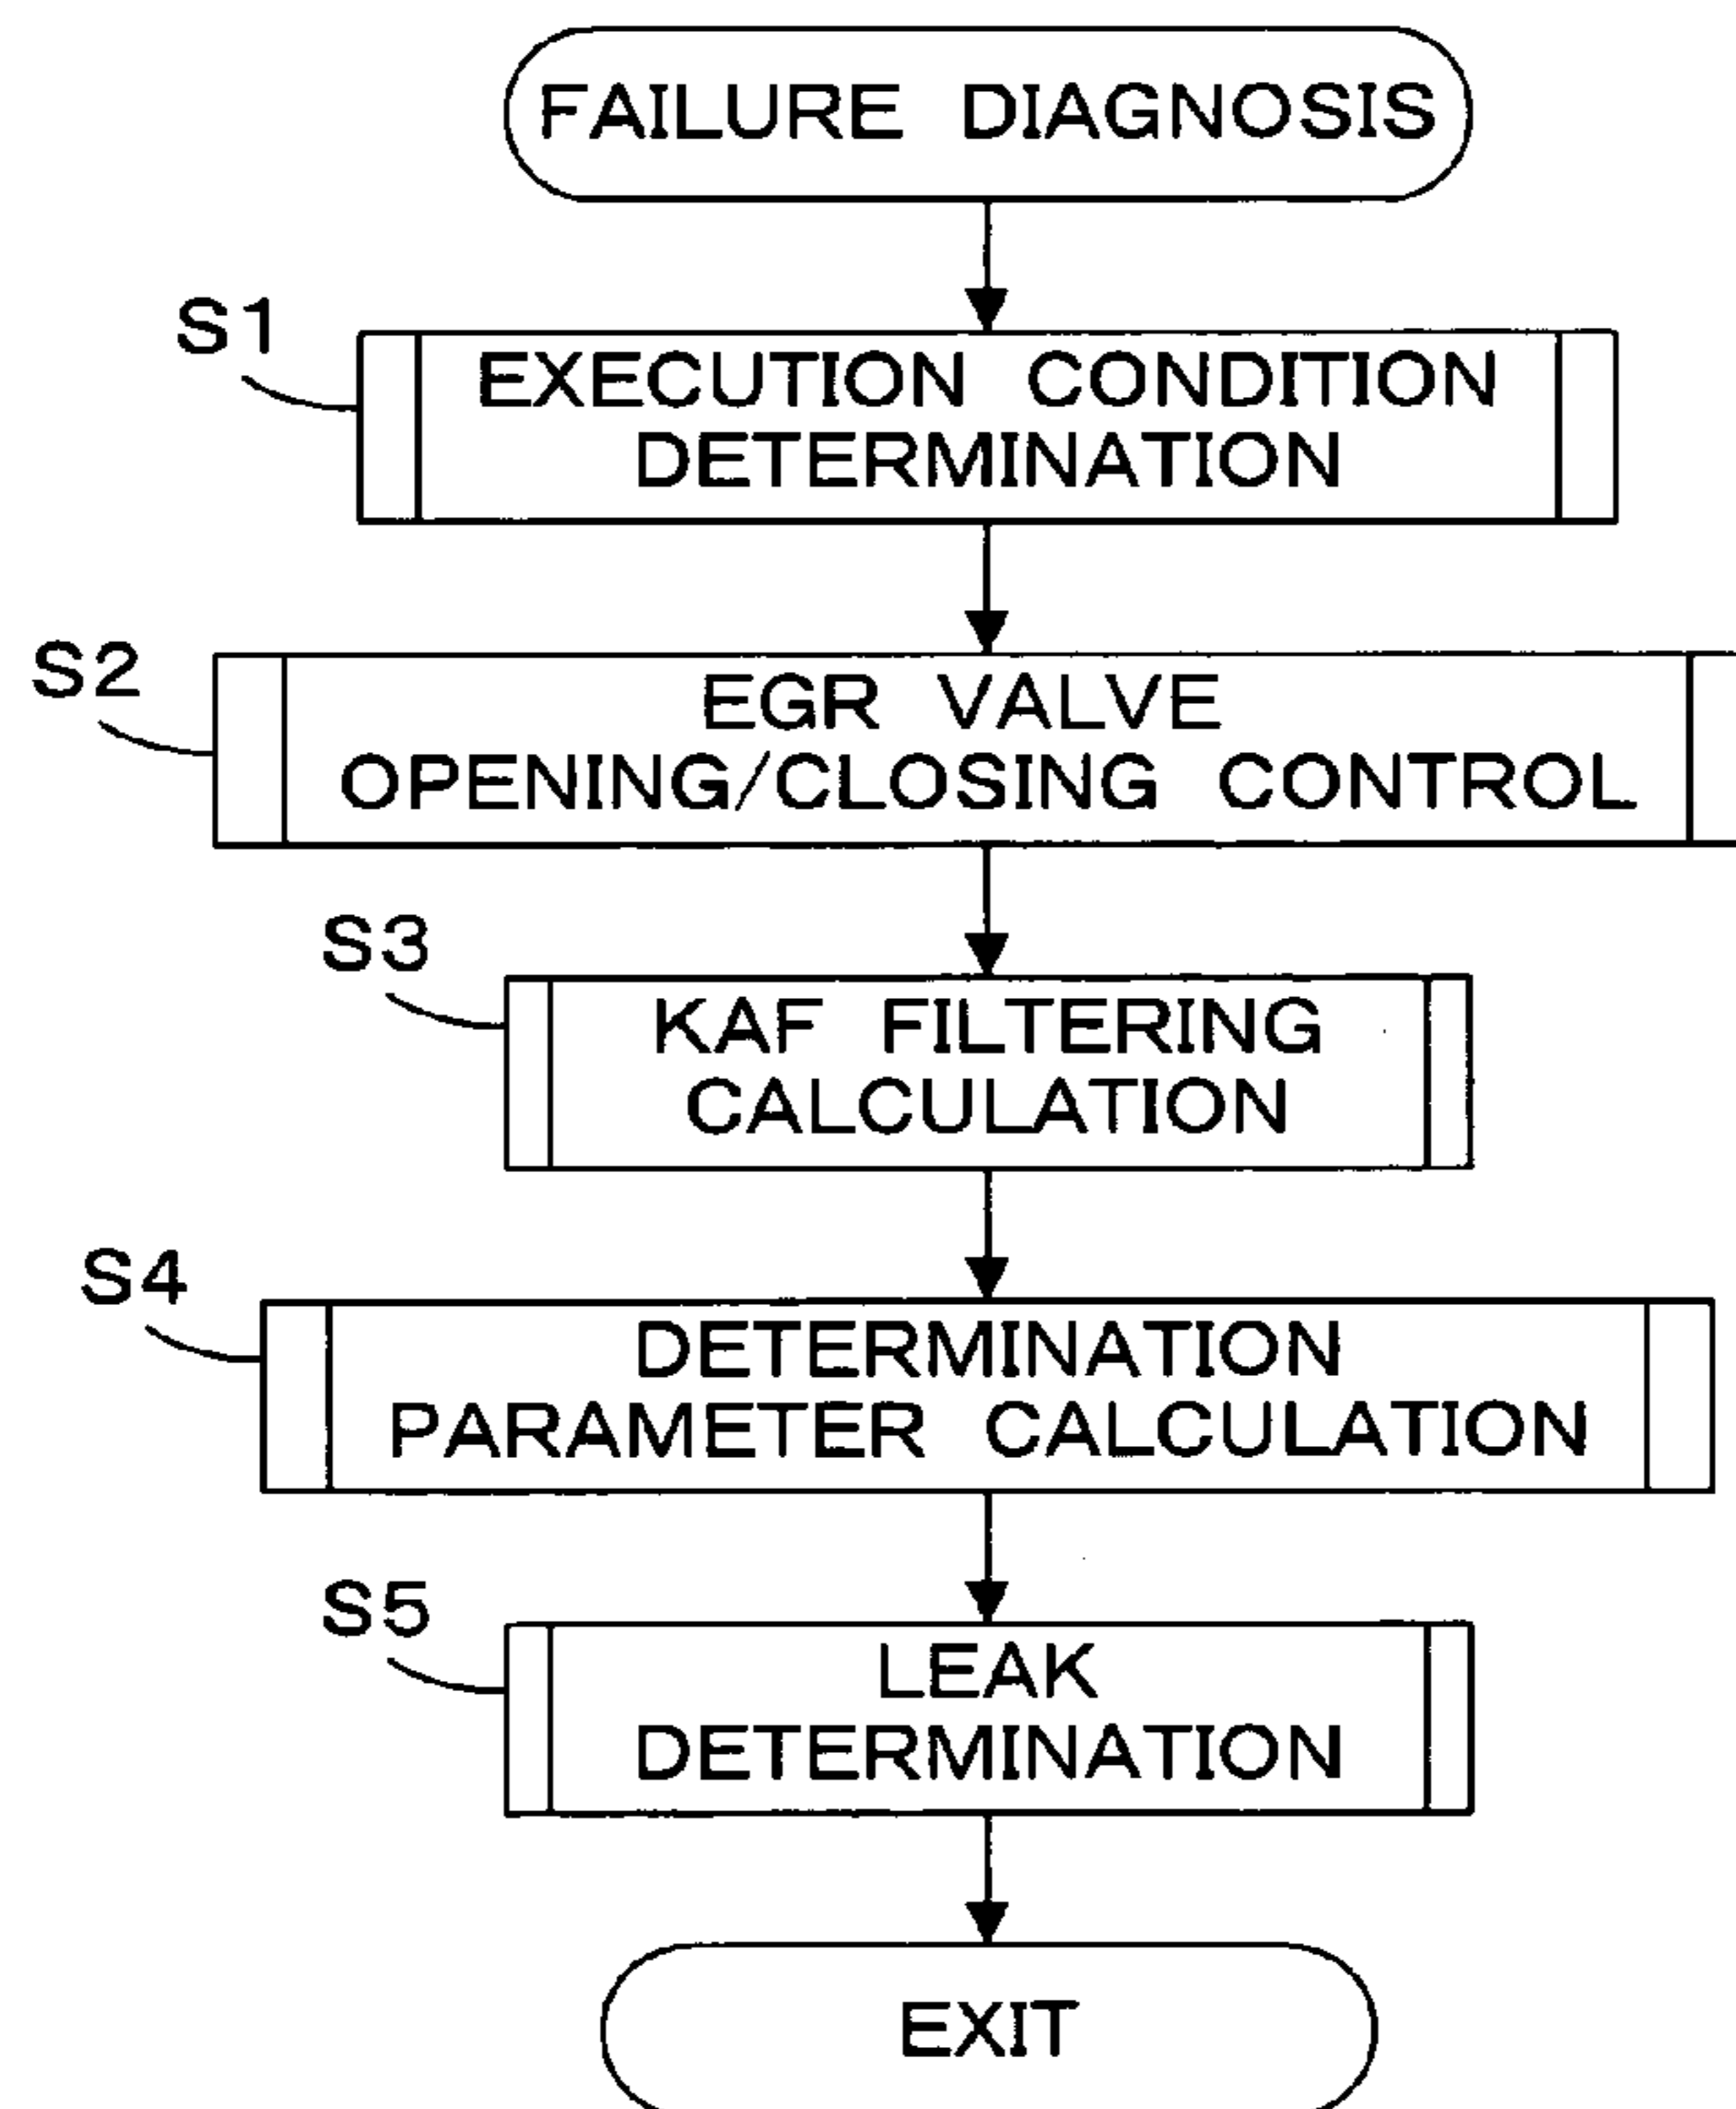 FAILURE DIAGNOSIS
S1
EXECUTION CONDITION
DETERMINATION
S2
EGR VALVE
OPENING/CLOSING CONTROL
S3
KAF FILTERING
CALCULATION
S4
DETERMINATION
PARAMETER CALCULATION
S5
LEAK
DETERMINATION
EXIT